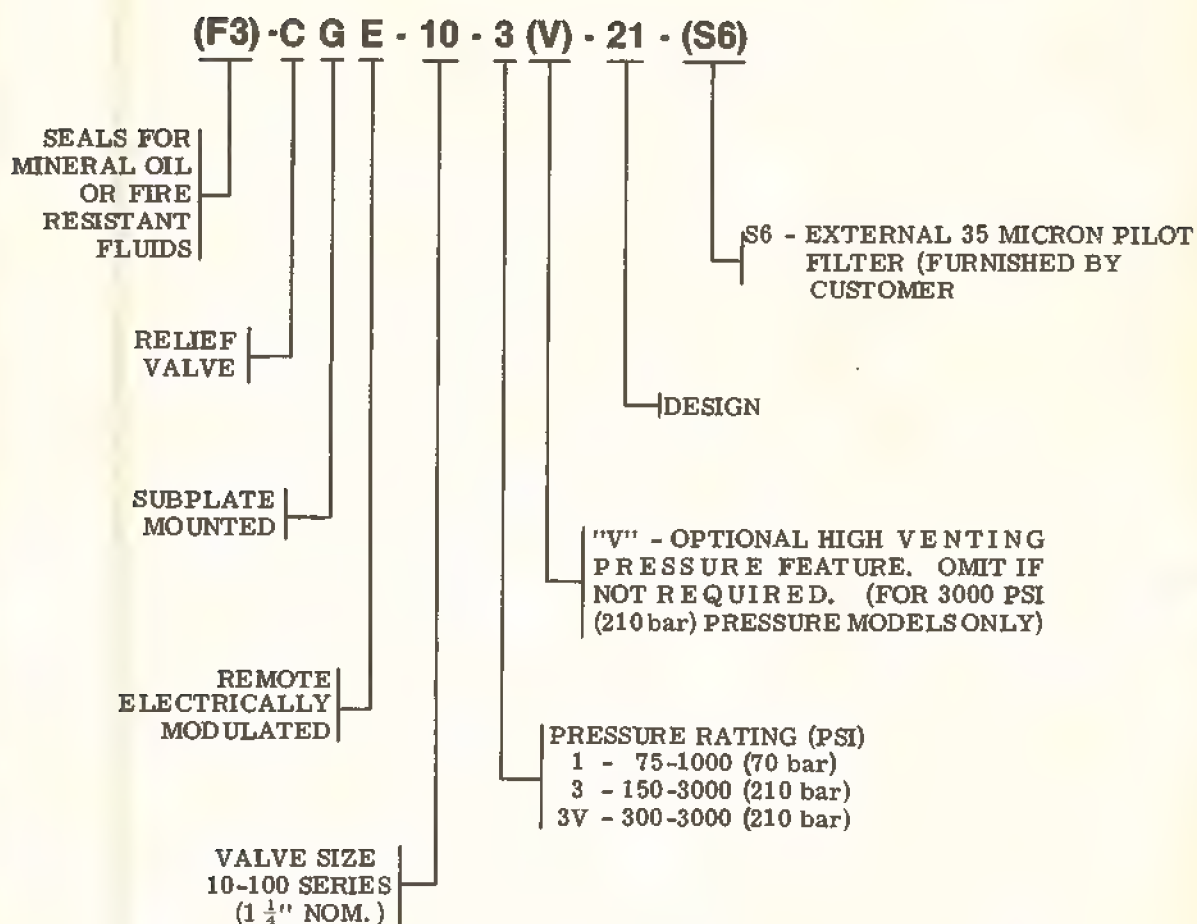 (F3)-C G E - 10 - 3 (V) - 21 - (S6)
SEALS FOR
MINERAL OIL
OR FIRE
RESISTANT
FLUIDS
S6 - EXTERNAL 35 MICRON PILOT
FILTER (FURNISHED BY
CUSTOMER
RELIEF
VALVE
DESIGN
SUBPLATE
MOUNTED
"V" - OPTIONAL HIGH VENTING
PRESSURE FEATURE. OMIT IF
NOT REQUIRED. (FOR 3000 PSI
(210 bar) PRESSURE MODELS ONLY)
REMOTE
ELECTRICALLY
MODULATED
PRESSURE RATING (PSI)
1 - 75-1000 (70 bar)
3 - 150-3000 (210 bar)
3V - 300-3000 (210 bar)
VALVE SIZE
10-100 SERIES
(1 1/4" NOM.)